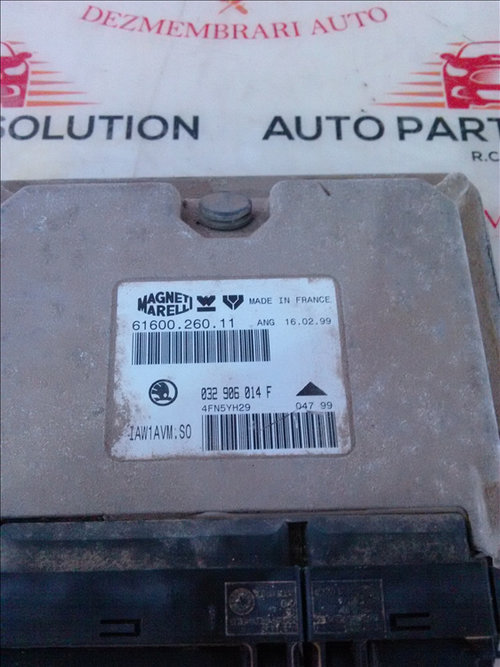 DEZMEMBRARI AUTO
SOLUTION AUTO PART
R.C
MAGNETI MARELLI MADE IN FRANCE
61600.260.11 ANG 16.02.99
032 906 014 F
4FN5YH29 047 99
IAW1AVM:SO